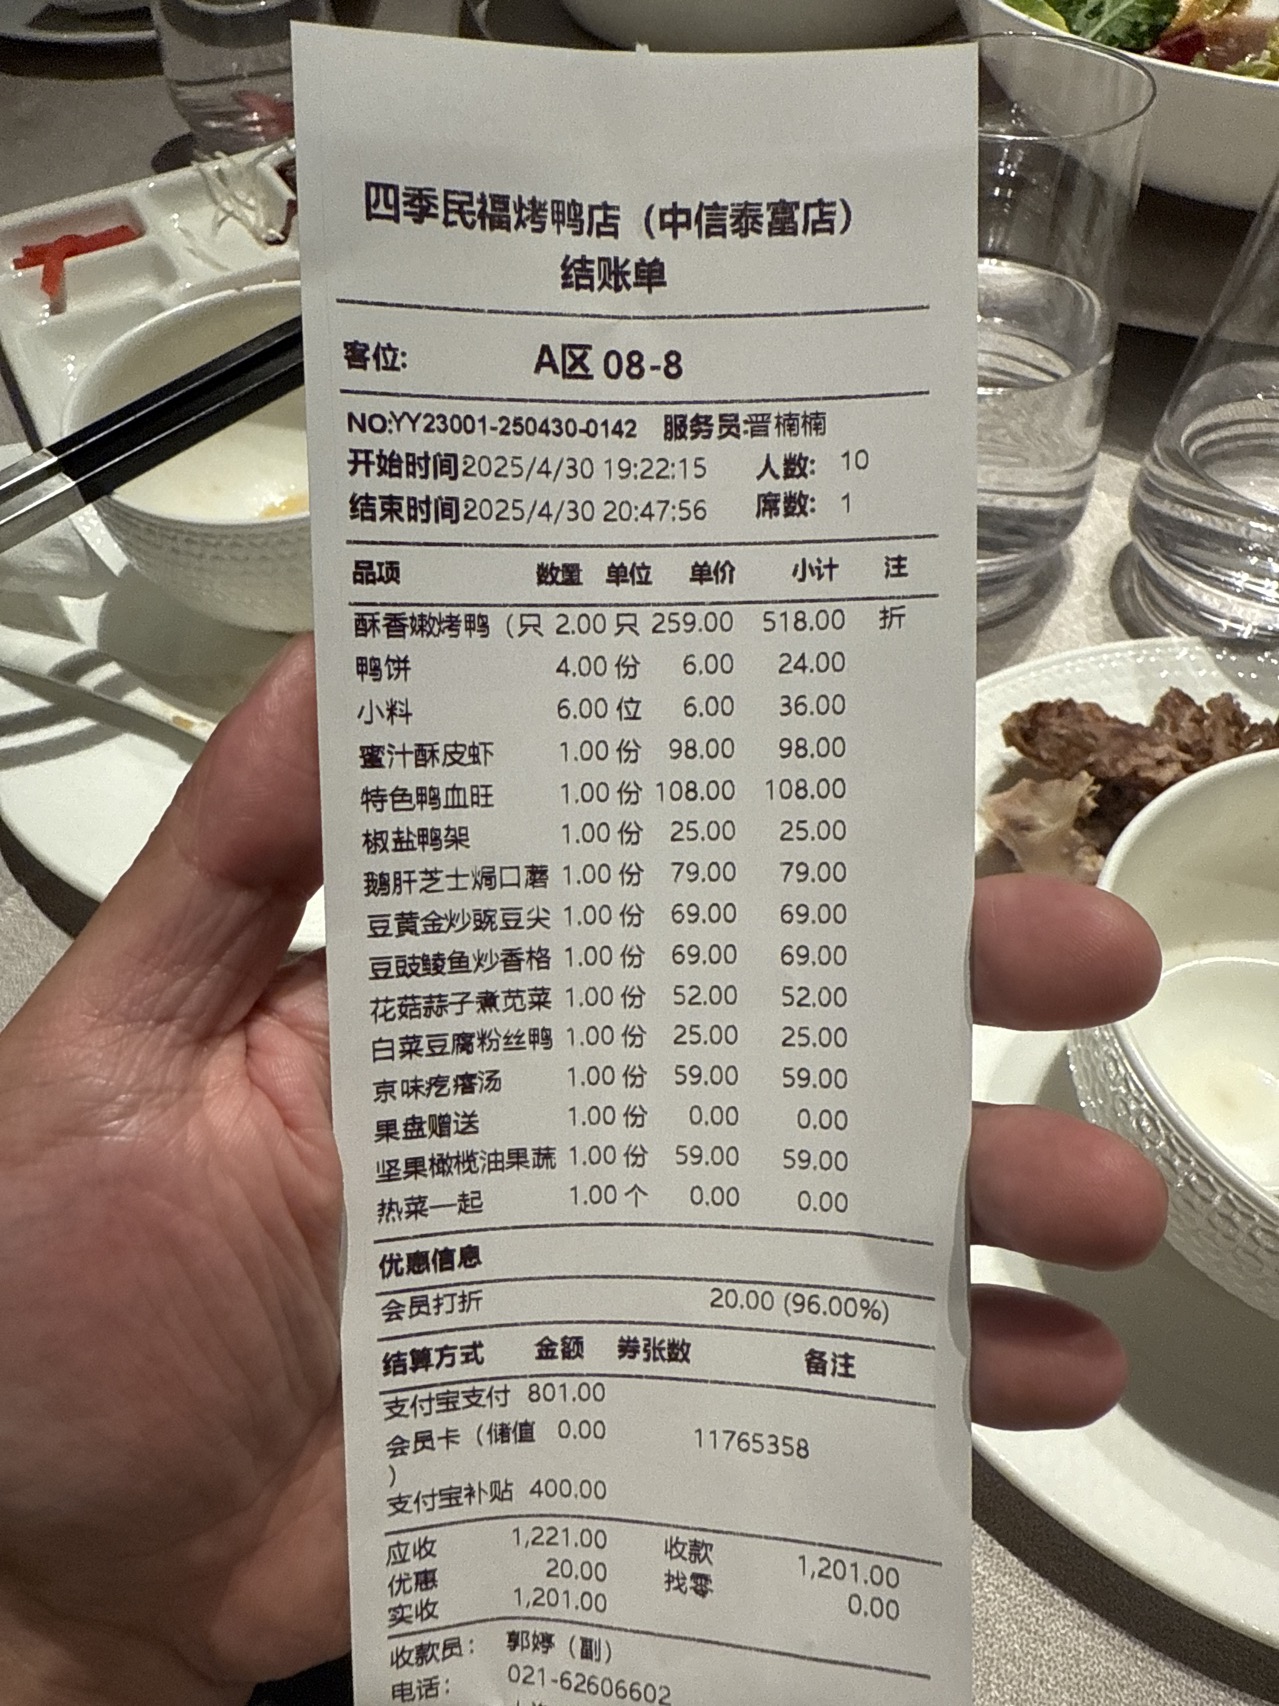 四季民福烤鸭店（中信泰富店）
结账单
客位: A区 08-8
NO:YY23001-250430-0142 服务员:晋楠楠
开始时间2025/4/30 19:22:15 人数: 10
结束时间2025/4/30 20:47:56 席数: 1
品项 数量 单位 单价 小计 注
酥香嫩烤鸭（只 2.00 只 259.00 518.00 折
鸭饼 4.00 份 6.00 24.00
小料 6.00 位 6.00 36.00
蜜汁酥皮虾 1.00 份 98.00 98.00
特色鸭血旺 1.00 份 108.00 108.00
椒盐鸭架 1.00 份 25.00 25.00
鹅肝芝士焗口蘑 1.00 份 79.00 79.00
豆黄金炒豌豆尖 1.00 份 69.00 69.00
豆豉鲮鱼炒香格 1.00 份 69.00 69.00
花菇蒜子煮苋菜 1.00 份 52.00 52.00
白菜豆腐粉丝鸭 1.00 份 25.00 25.00
京味疙瘩汤 1.00 份 59.00 59.00
果盘赠送 1.00 份 0.00 0.00
坚果橄榄油果蔬 1.00 份 59.00 59.00
热菜一起 1.00 个 0.00 0.00
优惠信息
会员打折 20.00 (96.00%)
结算方式 金额 券张数 备注
支付宝支付 801.00
会员卡（储值 0.00 11765358
）
支付宝补贴 400.00
应收 1,221.00 收款 1,201.00
优惠 20.00 找零 0.00
实收 1,201.00
收款员: 郭婷（副）
电话: 021-62606602